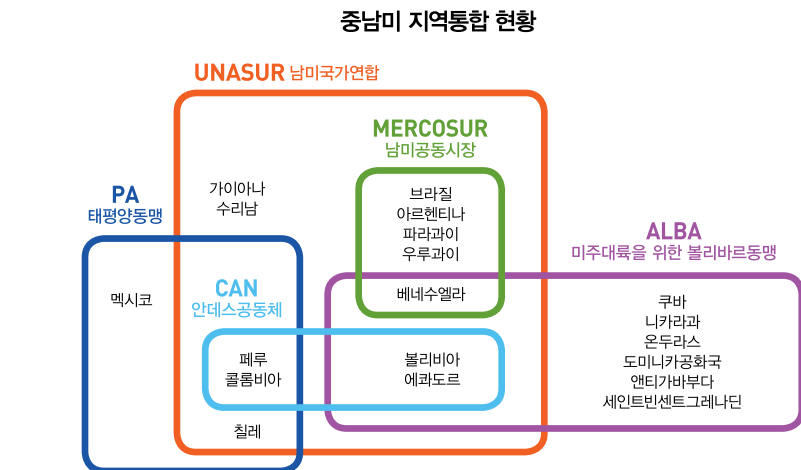 중남미 지역통합 현황
UNASUR 남미국가연합
MERCOSUR
남미공동시장
가이아나
수리남
브라질
아르헨티나
파라과이
우루과이
PA
태평양동맹
ALBA
미주대륙을 위한 볼리바르동맹
멕시코
CAN
안데스공동체
베네수엘라
쿠바
니카라과
온두라스
도미니카공화국
앤티가바부다
세인트빈센트그레나딘
페루
콜롬비아
볼리비아
에콰도르
칠레